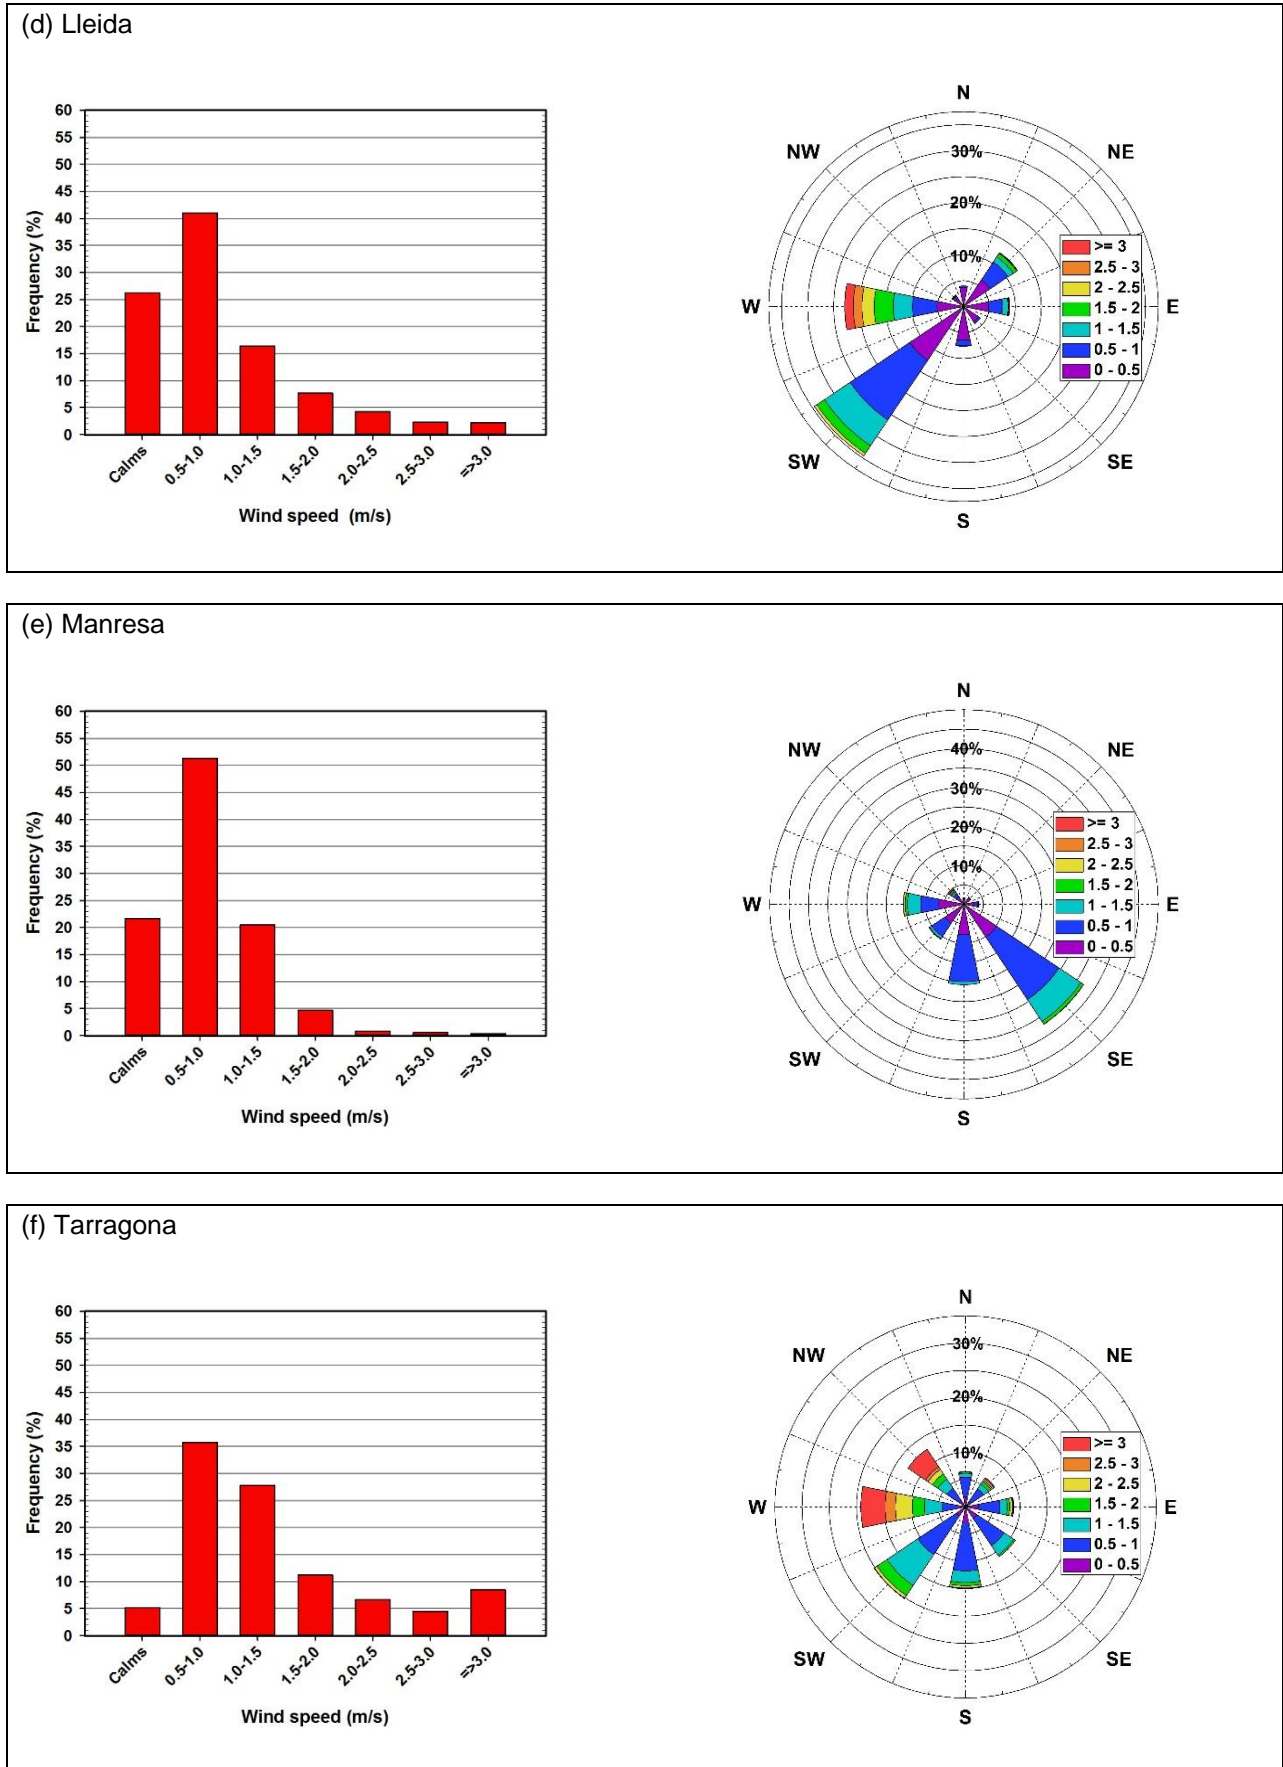 (d) Lleida
60
55
50
45
40
35
30
25
20
15
10
5
0
Frequency (%)
Calms
0.5-1.0
1.0-1.5
1.5-2.0
2.0-2.5
2.5-3.0
=>3.0
Wind speed (m/s)
N
NW
NE
30%
20%
10%
W
E
>= 3
2.5 - 3
2 - 2.5
1.5 - 2
1 - 1.5
0.5 - 1
0 - 0.5
SW
SE
S
(e) Manresa
60
55
50
45
40
35
30
25
20
15
10
5
0
Frequency (%)
Calms
0.5-1.0
1.0-1.5
1.5-2.0
2.0-2.5
2.5-3.0
=>3.0
Wind speed (m/s)
N
NW
NE
40%
30%
20%
10%
W
E
>= 3
2.5 - 3
2 - 2.5
1.5 - 2
1 - 1.5
0.5 - 1
0 - 0.5
SW
SE
S
(f) Tarragona
60
55
50
45
40
35
30
25
20
15
10
5
0
Frequency (%)
Calms
0.5-1.0
1.0-1.5
1.5-2.0
2.0-2.5
2.5-3.0
=>3.0
Wind speed (m/s)
N
NW
NE
30%
20%
10%
W
E
>= 3
2.5 - 3
2 - 2.5
1.5 - 2
1 - 1.5
0.5 - 1
0 - 0.5
SW
SE
S